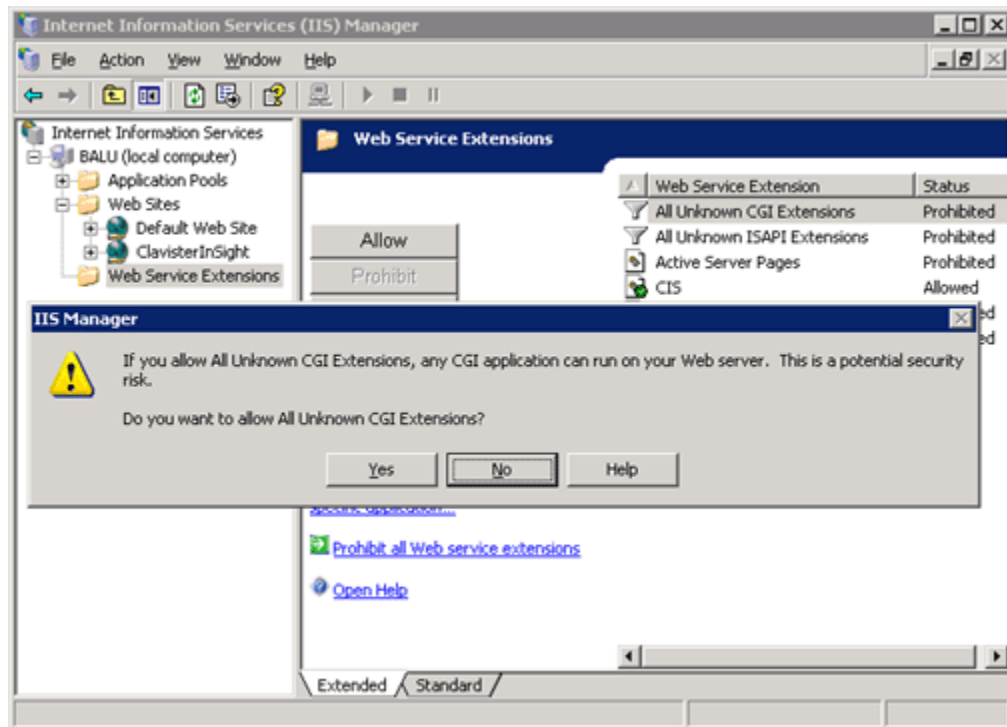 Internet Information Services (IIS) Manager
File Action View Window Help
Internet Information Services
BALU (local computer)
Application Pools
Web Sites
Default Web Site
ClavisterInSight
Web Service Extensions
Web Service Extensions
Allow
Prohibit
Web Service Extension Status
All Unknown CGI Extensions Prohibited
All Unknown ISAPI Extensions Prohibited
Active Server Pages Prohibited
CIS Allowed
ed
ed
IIS Manager
If you allow All Unknown CGI Extensions, any CGI application can run on your Web server. This is a potential security
risk.
Do you want to allow All Unknown CGI Extensions?
Yes No Help
specific application...
Prohibit all Web service extensions
Open Help
Extended Standard